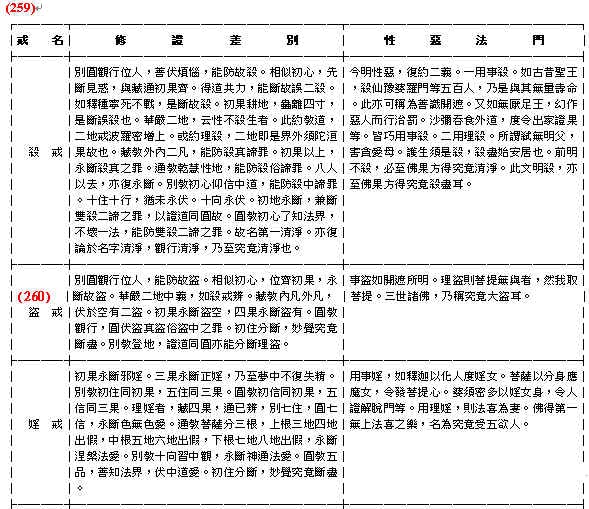 (259)
戒　名
修　證　差　別
性　惡　法　門
殺　戒
別圓觀行位人，善伏煩惱，能防故殺。相似初心，先
斷見惑，與藏通初果齊。得道共力，能斷故誤二殺。
如釋種寧死不戰，是斷故殺。初果耕地，蟲離四寸，
是斷誤殺也。華嚴二地，云性不殺生者。此約教道，
二地戒波羅密增上。或約理殺，二地即是界外須陀洹
果故也。藏教外內二凡，能防殺真諦罪。初果以上，
永斷殺真之罪。通教乾慧性地，能防殺俗諦罪。八人
以去，亦復永斷。別教初心仰信中道，能防殺中諦罪
。十住十行，猶未永伏。十向永伏。初地永斷，兼斷
雙殺二諦之罪，以證道同圓故。圓教初心了知法界，
不壞一法，能防雙殺二諦之罪。故名第一清淨。亦復
論於名字清淨，觀行清淨，乃至究竟清淨也。
今明性惡，復約二義。一用事殺。如古昔聖王
，殺仙豫婆羅門等五百人，乃是與其無量壽命
。此亦可稱為善識開遮。又如無厭足王，幻作
惡人而行治罰。沙彌吞食外道，度令出家證果
等。皆巧用事殺。二用理殺。所謂弒無明父，
害貪愛母。護生須是殺，殺盡始安居也。前明
不殺，必至佛果方得究竟清淨。此文明殺，亦
至佛果方得究竟殺盡耳。
(260)
盜　戒
別圓觀行位人，能防故盜。相似初心，位齊初果，永
斷故盜。華嚴二地中義，如殺戒辨。藏教內凡外凡，
伏於空有二盜。初果永斷盜空，四果永斷盜有。圓教
觀行，圓伏盜真盜俗盜中之罪。初住分斷，妙覺究竟
斷盡。別教登地，證道同圓亦能分斷理盜。
事盜如開遮所明。理盜則菩提無與者，然我取
菩提。三世諸佛，乃稱究竟大盜耳。
婬　戒
初果永斷邪婬。三果永斷正婬，乃至夢中不復失精。
別教初住同初果，五住同三果。圓教初信同初果，五
信同三果。理婬者，藏四果，通已辨，別七住，圓七
信，永斷色無色愛。通教菩薩分三根，上根三地四地
出假，中根五地六地出假，下根七地八地出假，永斷
涅槃法愛。別教十向習中觀，永斷神通法愛。圓教五
品，善知法界，伏中道愛。初住分斷，妙覺究竟斷盡
。
用事婬，如釋迦以化人度婬女。菩薩以分身應
魔女，令發菩提心。婆須密多以婬女身，令人
證解脫門等。用理婬，則法喜為妻。佛得第一
無上法喜之樂，名為究竟受五欲人。